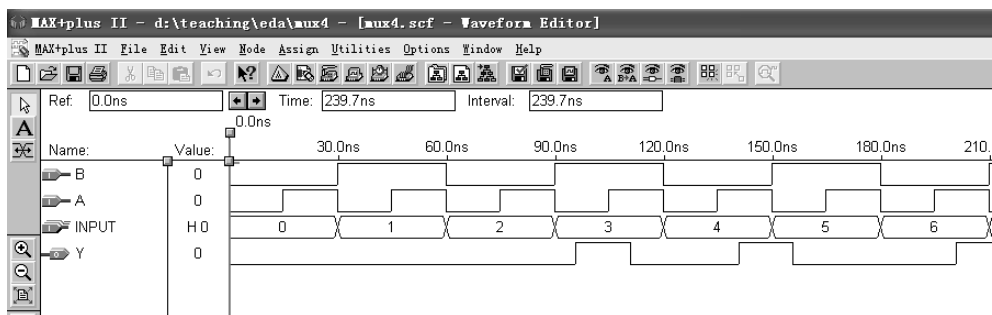 MAX+plus II - d:\teaching\eda\mux4 - [mux4.scf - Waveform Editor]
MAX+plus II File Edit View Node Assign Utilities Options Window Help
Ref: 0.0ns Time: 239.7ns Interval: 239.7ns
0.0ns
Name: Value: 30.0ns 60.0ns 90.0ns 120.0ns 150.0ns 180.0ns 210.
B 0
A 0
INPUT H 0 0 1 2 3 4 5 6
Y 0